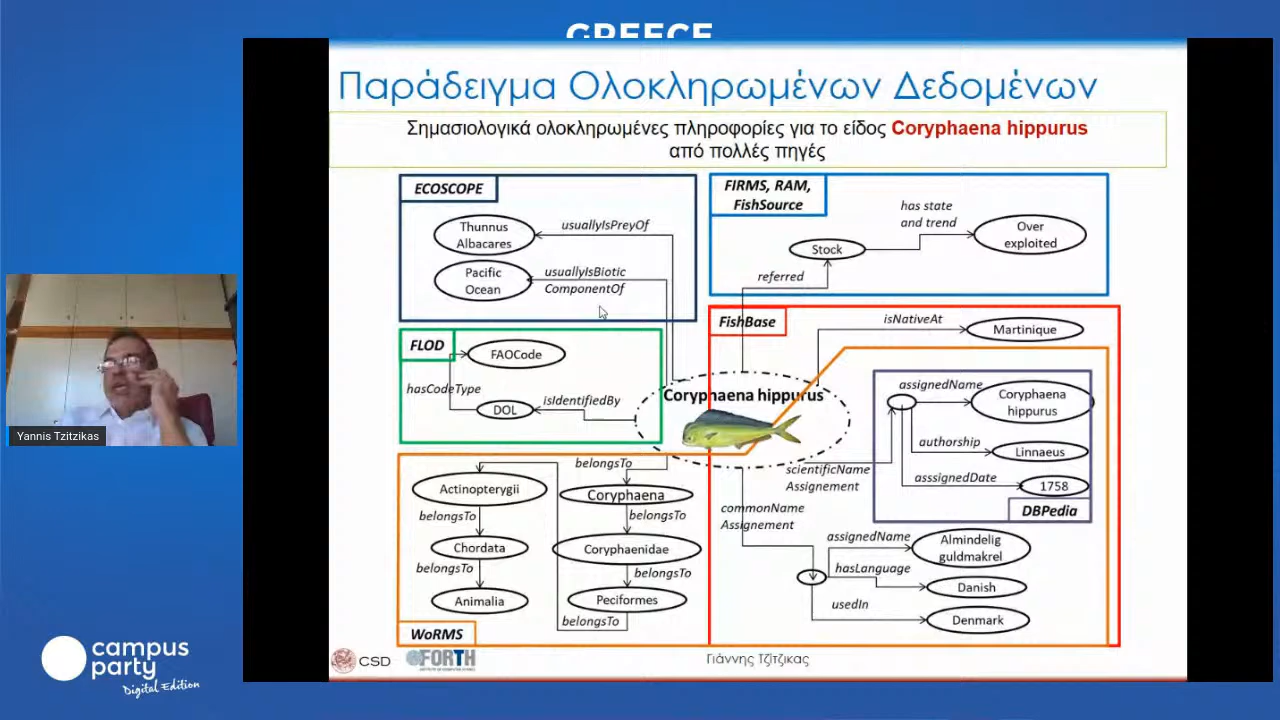 GREECE
Παράδειγμα Ολοκληρωμένων Δεδομένων
Σημασιολογικά ολοκληρωμένες πληροφορίες για το είδος Coryphaena hippurus
από πολλές πηγές
ECOSCOPE
Thunnus
Albacares
usuallyIsPreyOf
Pacific
Ocean
usuallyIsBiotic
ComponentOf
FIRMS, RAM,
FishSource
has state
and trend
Over
exploited
Stock
referred
FLOD
FAOCode
hasCodeType
DOL
isIdentifiedBy
FishBase
isNativeAt
Martinique
Coryphaena hippurus
assignedName
Coryphaena
hippurus
authorship
Linnaeus
asssignedDate
1758
DBPedia
scientificName
Assignement
commonName
Assignement
assignedName
Almindelig
guldmakrel
hasLanguage
Danish
usedIn
Denmark
belongsTo
Actinopterygii
Coryphaena
belongsTo
belongsTo
Chordata
Coryphaenidae
belongsTo
belongsTo
Animalia
Peciformes
belongsTo
WoRMS
CSD
FORTH
Γιάννης Τζίτζικας
Yannis Tzitzikas
campus
party
Digital Edition